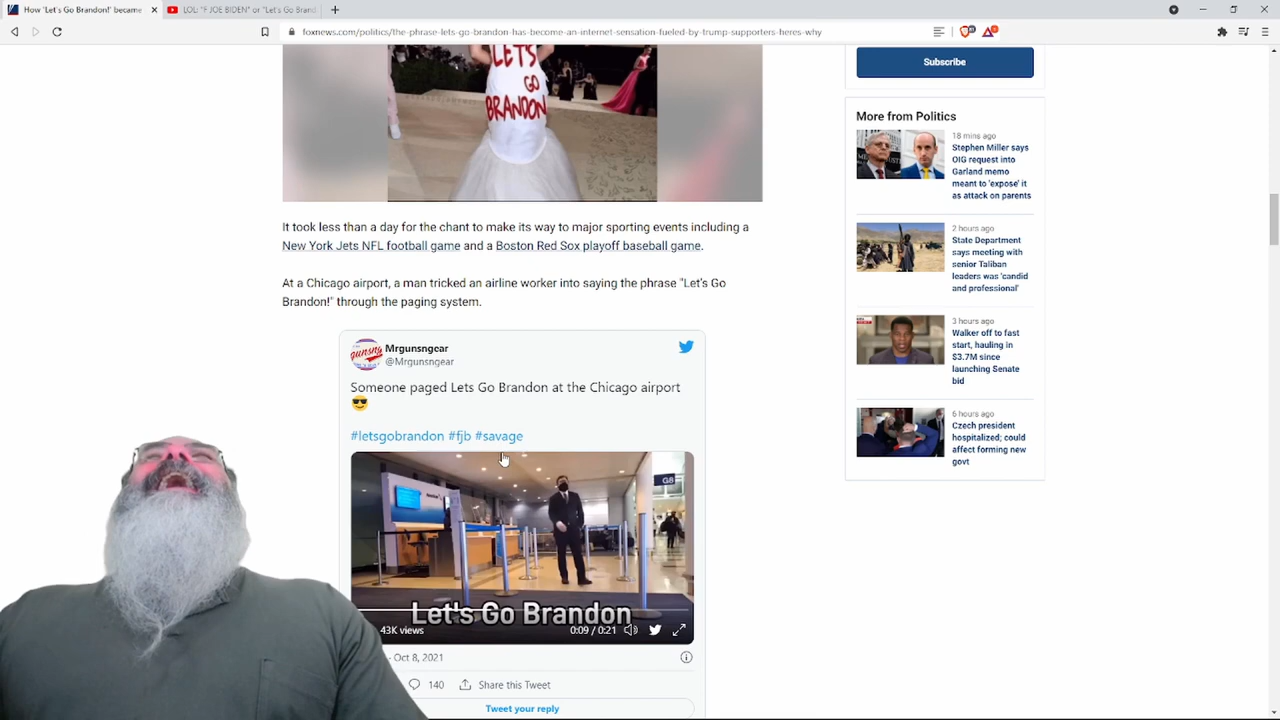 How 'Let's Go Brandon!' became
LOL: "F JOE BIDEN" or "Let's Go Brand
foxnews.com/politics/the-phrase-lets-go-brandon-has-become-an-internet-sensation-fueled-by-trump-supporters-heres-why
LET'S
GO
BRANDON
Subscribe
More from Politics
18 mins ago
Stephen Miller says
OIG request into
Garland memo
meant to 'expose' it
as attack on parents
2 hours ago
State Department
says meeting with
senior Taliban
leaders was 'candid
and professional'
3 hours ago
Walker off to fast
start, hauling in
$3.7M since
launching Senate
bid
6 hours ago
Czech president
hospitalized; could
affect forming new
govt
It took less than a day for the chant to make its way to major sporting events including a
New York Jets NFL football game and a Boston Red Sox playoff baseball game.
At a Chicago airport, a man tricked an airline worker into saying the phrase "Let's Go
Brandon!" through the paging system.
Mrgunsngear
@Mrgunsngear
Someone paged Lets Go Brandon at the Chicago airport
#letsgobrandon #fjb #savage
G8
Let's Go Brandon
43K views
0:09 / 0:21
Oct 8, 2021
140
Share this Tweet
Tweet your reply